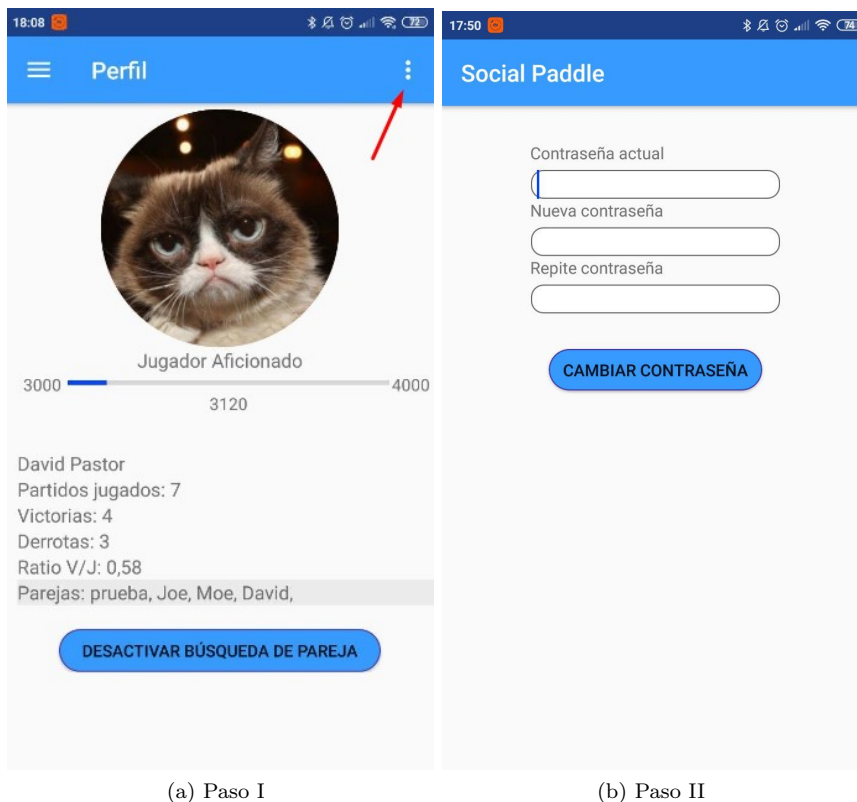 18:08
72
Perfil
Jugador Aficionado
3000
4000
3120
David Pastor
Partidos jugados: 7
Victorias: 4
Derrotas: 3
Ratio V/J: 0,58
Parejas: prueba, Joe, Moe, David,
DESACTIVAR BÚSQUEDA DE PAREJA
(a) Paso I
17:50
74
Social Paddle
Contraseña actual
Nueva contraseña
Repite contraseña
CAMBIAR CONTRASEÑA
(b) Paso II